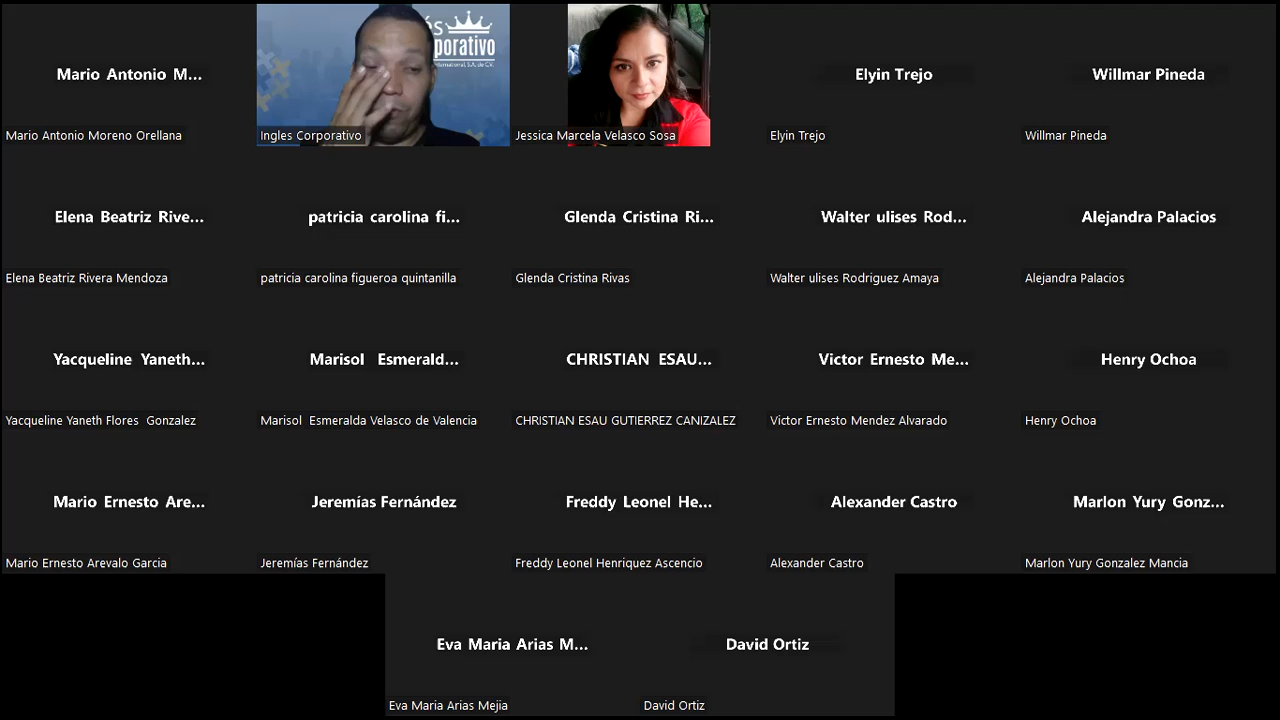 Mario Antonio M...
Mario Antonio Moreno Orellana
és
porativo
International, S.A. de C.V.
Ingles Corporativo
Jessica Marcela Velasco Sosa
Elyin Trejo
Elyin Trejo
Willmar Pineda
Willmar Pineda
Elena Beatriz Rive...
Elena Beatriz Rivera Mendoza
patricia carolina fi...
patricia carolina figueroa quintanilla
Glenda Cristina Ri...
Glenda Cristina Rivas
Walter ulises Rod...
Walter ulises Rodriguez Amaya
Alejandra Palacios
Alejandra Palacios
Yacqueline Yaneth...
Yacqueline Yaneth Flores  Gonzalez
Marisol  Esmerald...
Marisol  Esmeralda Velasco de Valencia
CHRISTIAN ESAU...
CHRISTIAN ESAU GUTIERREZ CANIZALEZ
Victor Ernesto Me...
Victor Ernesto Mendez Alvarado
Henry Ochoa
Henry Ochoa
Mario Ernesto Are...
Mario Ernesto Arevalo Garcia
Jeremías Fernández
Jeremías Fernández
Freddy Leonel He...
Freddy Leonel Henriquez Ascencio
Alexander Castro
Alexander Castro
Marlon Yury Gonz...
Marlon Yury Gonzalez Mancia
Eva Maria Arias M...
Eva Maria Arias Mejia
David Ortiz
David Ortiz